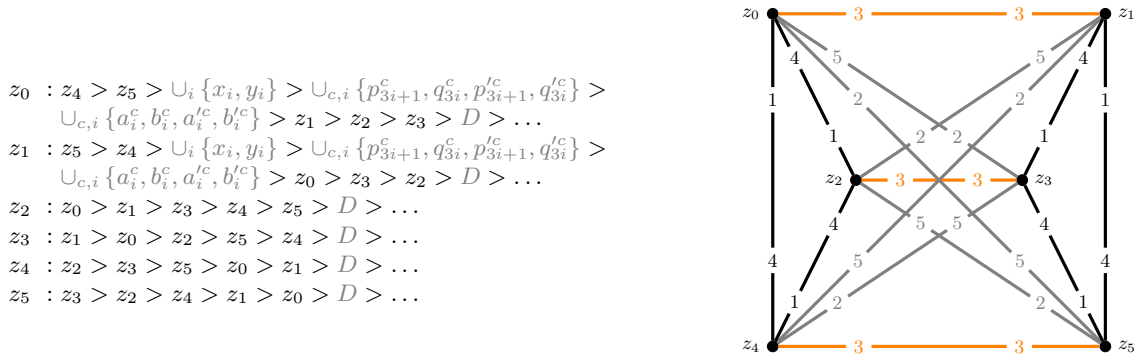 z_0 : z_4 > z_5 > ∪_i {x_i, y_i} > ∪_{c,i} {p^c_{3i+1}, q^c_{3i}, p'^c_{3i+1}, q'^c_{3i}} >
∪_{c,i} {a^c_i, b^c_i, a'^c_i, b'^c_i} > z_1 > z_2 > z_3 > D > ...
z_1 : z_5 > z_4 > ∪_i {x_i, y_i} > ∪_{c,i} {p^c_{3i+1}, q^c_{3i}, p'^c_{3i+1}, q'^c_{3i}} >
∪_{c,i} {a^c_i, b^c_i, a'^c_i, b'^c_i} > z_0 > z_3 > z_2 > D > ...
z_2 : z_0 > z_1 > z_3 > z_4 > z_5 > D > ...
z_3 : z_1 > z_0 > z_2 > z_5 > z_4 > D > ...
z_4 : z_2 > z_3 > z_5 > z_0 > z_1 > D > ...
z_5 : z_3 > z_2 > z_4 > z_1 > z_0 > D > ...
z_0 3 3 z_1
4 5 5 4
1 2 2 1
1 2 2 1
z_2 3 3 z_3
4 5 5 4
4 5 5 4
1 2 2 1
z_4 3 3 z_5